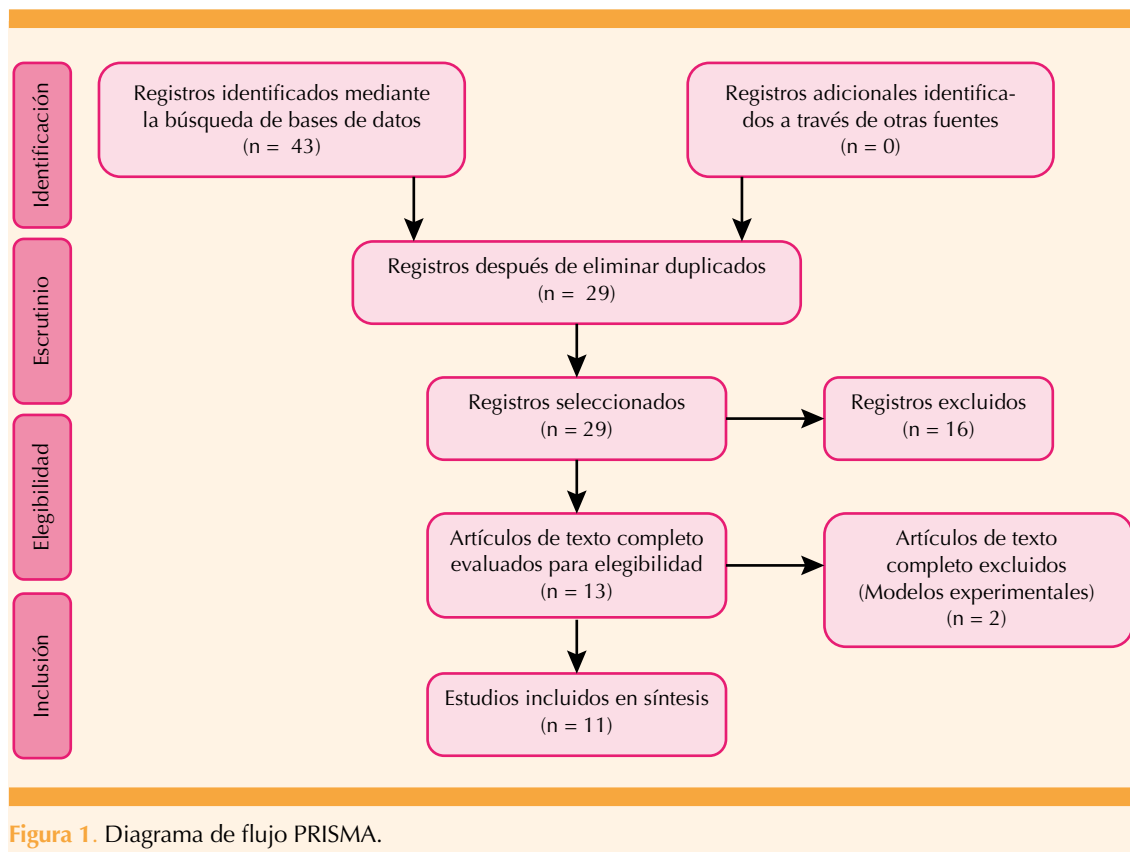 Identificación
Registros identificados mediante
la búsqueda de bases de datos
(n = 43)
Registros adicionales identifica-
dos a través de otras fuentes
(n = 0)
Escrutinio
Registros después de eliminar duplicados
(n = 29)
Registros seleccionados
(n = 29)
Registros excluidos
(n = 16)
Elegibilidad
Artículos de texto completo
evaluados para elegibilidad
(n = 13)
Artículos de texto
completo excluidos
(Modelos experimentales)
(n = 2)
Inclusión
Estudios incluidos en síntesis
(n = 11)
Figura 1. Diagrama de flujo PRISMA.